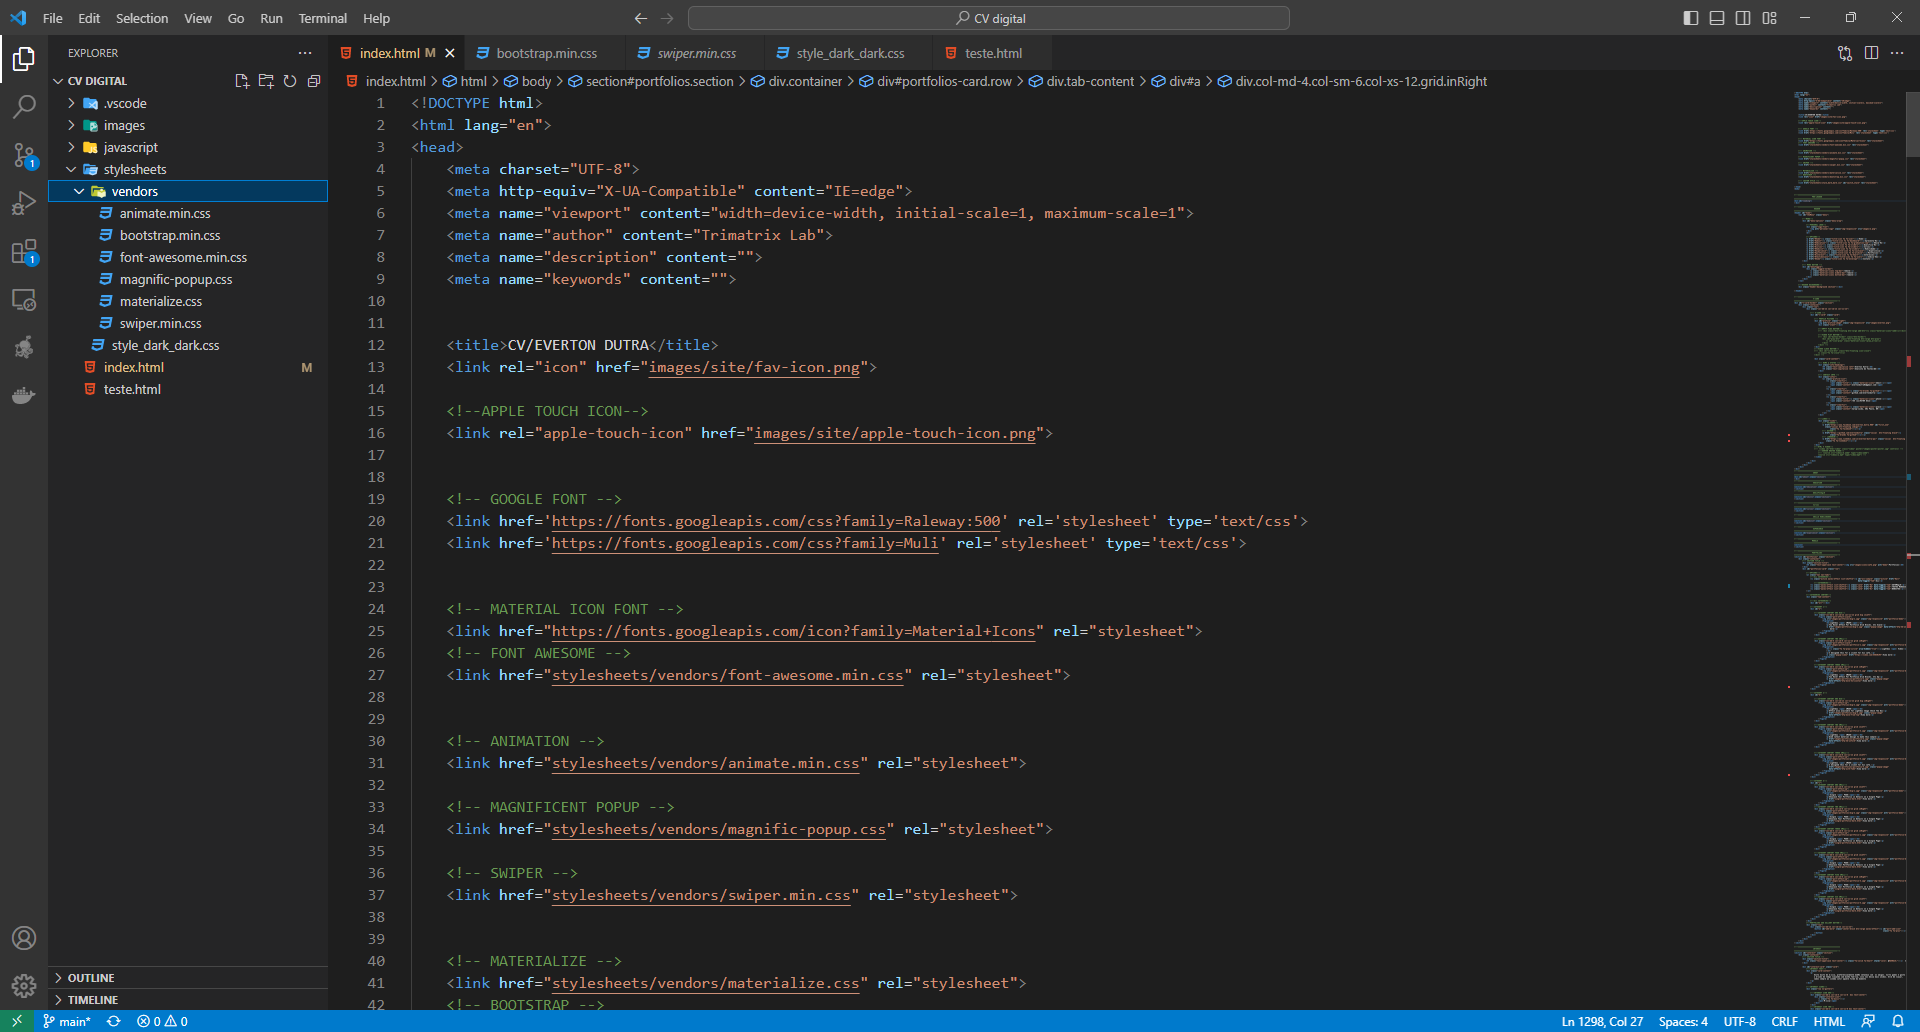 File Edit Selection View Go Run Terminal Help
CV digital
EXPLORER
CV DIGITAL
.vscode
images
javascript
stylesheets
vendors
animate.min.css
bootstrap.min.css
font-awesome.min.css
magnific-popup.css
materialize.css
swiper.min.css
style_dark_dark.css
index.html M
teste.html
1
1
OUTLINE
TIMELINE
index.html M
bootstrap.min.css
swiper.min.css
style_dark_dark.css
teste.html
index.html > html > body > section#portfolios.section > div.container > div#portfolios-card.row > div.tab-content > div#a > div.col-md-4.col-sm-6.col-xs-12.grid.inRight
1 <!DOCTYPE html>
2 <html lang="en">
3 <head>
4 <meta charset="UTF-8">
5 <meta http-equiv="X-UA-Compatible" content="IE=edge">
6 <meta name="viewport" content="width=device-width, initial-scale=1, maximum-scale=1">
7 <meta name="author" content="Trimatrix Lab">
8 <meta name="description" content="">
9 <meta name="keywords" content="">
10
11
12 <title>CV/EVERTON DUTRA</title>
13 <link rel="icon" href="images/site/fav-icon.png">
14
15 <!--APPLE TOUCH ICON-->
16 <link rel="apple-touch-icon" href="images/site/apple-touch-icon.png">
17
18
19 <!-- GOOGLE FONT -->
20 <link href='https://fonts.googleapis.com/css?family=Raleway:500' rel='stylesheet' type='text/css'>
21 <link href='https://fonts.googleapis.com/css?family=Muli' rel='stylesheet' type='text/css'>
22
23
24 <!-- MATERIAL ICON FONT -->
25 <link href="https://fonts.googleapis.com/icon?family=Material+Icons" rel="stylesheet">
26 <!-- FONT AWESOME -->
27 <link href="stylesheets/vendors/font-awesome.min.css" rel="stylesheet">
28
29
30 <!-- ANIMATION -->
31 <link href="stylesheets/vendors/animate.min.css" rel="stylesheet">
32
33 <!-- MAGNIFICENT POPUP -->
34 <link href="stylesheets/vendors/magnific-popup.css" rel="stylesheet">
35
36 <!-- SWIPER -->
37 <link href="stylesheets/vendors/swiper.min.css" rel="stylesheet">
38
39
40 <!-- MATERIALIZE -->
41 <link href="stylesheets/vendors/materialize.css" rel="stylesheet">
42 <!-- BOOTSTRAP -->
main* 0 0 Ln 1298, Col 27 Spaces: 4 UTF-8 CRLF HTML